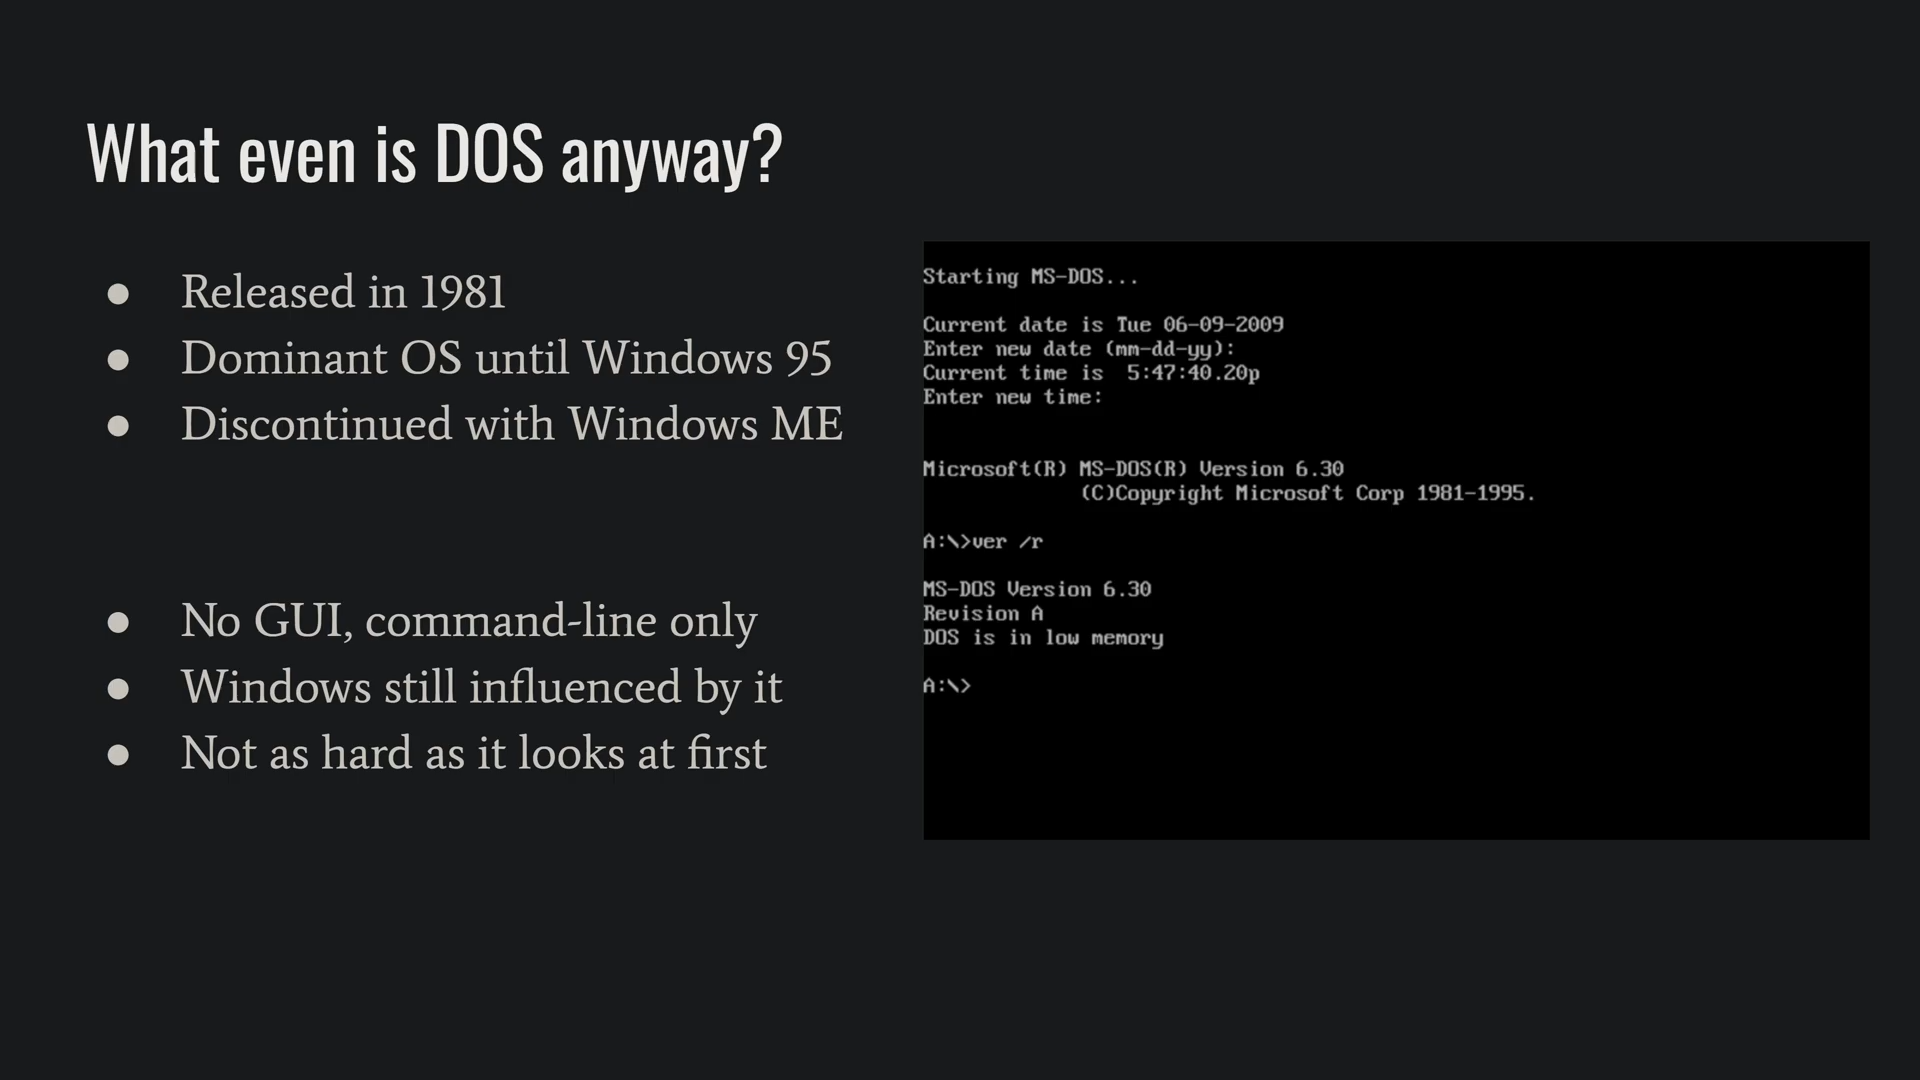 What even is DOS anyway?
● Released in 1981
● Dominant OS until Windows 95
● Discontinued with Windows ME
● No GUI, command-line only
● Windows still influenced by it
● Not as hard as it looks at first
Starting MS-DOS...
Current date is Tue 06-09-2009
Enter new date (mm-dd-yy):
Current time is  5:47:40.20p
Enter new time:
Microsoft(R) MS-DOS(R) Version 6.30
(C)Copyright Microsoft Corp 1981-1995.
A:\>ver /r
MS-DOS Version 6.30
Revision A
DOS is in low memory
A:\>